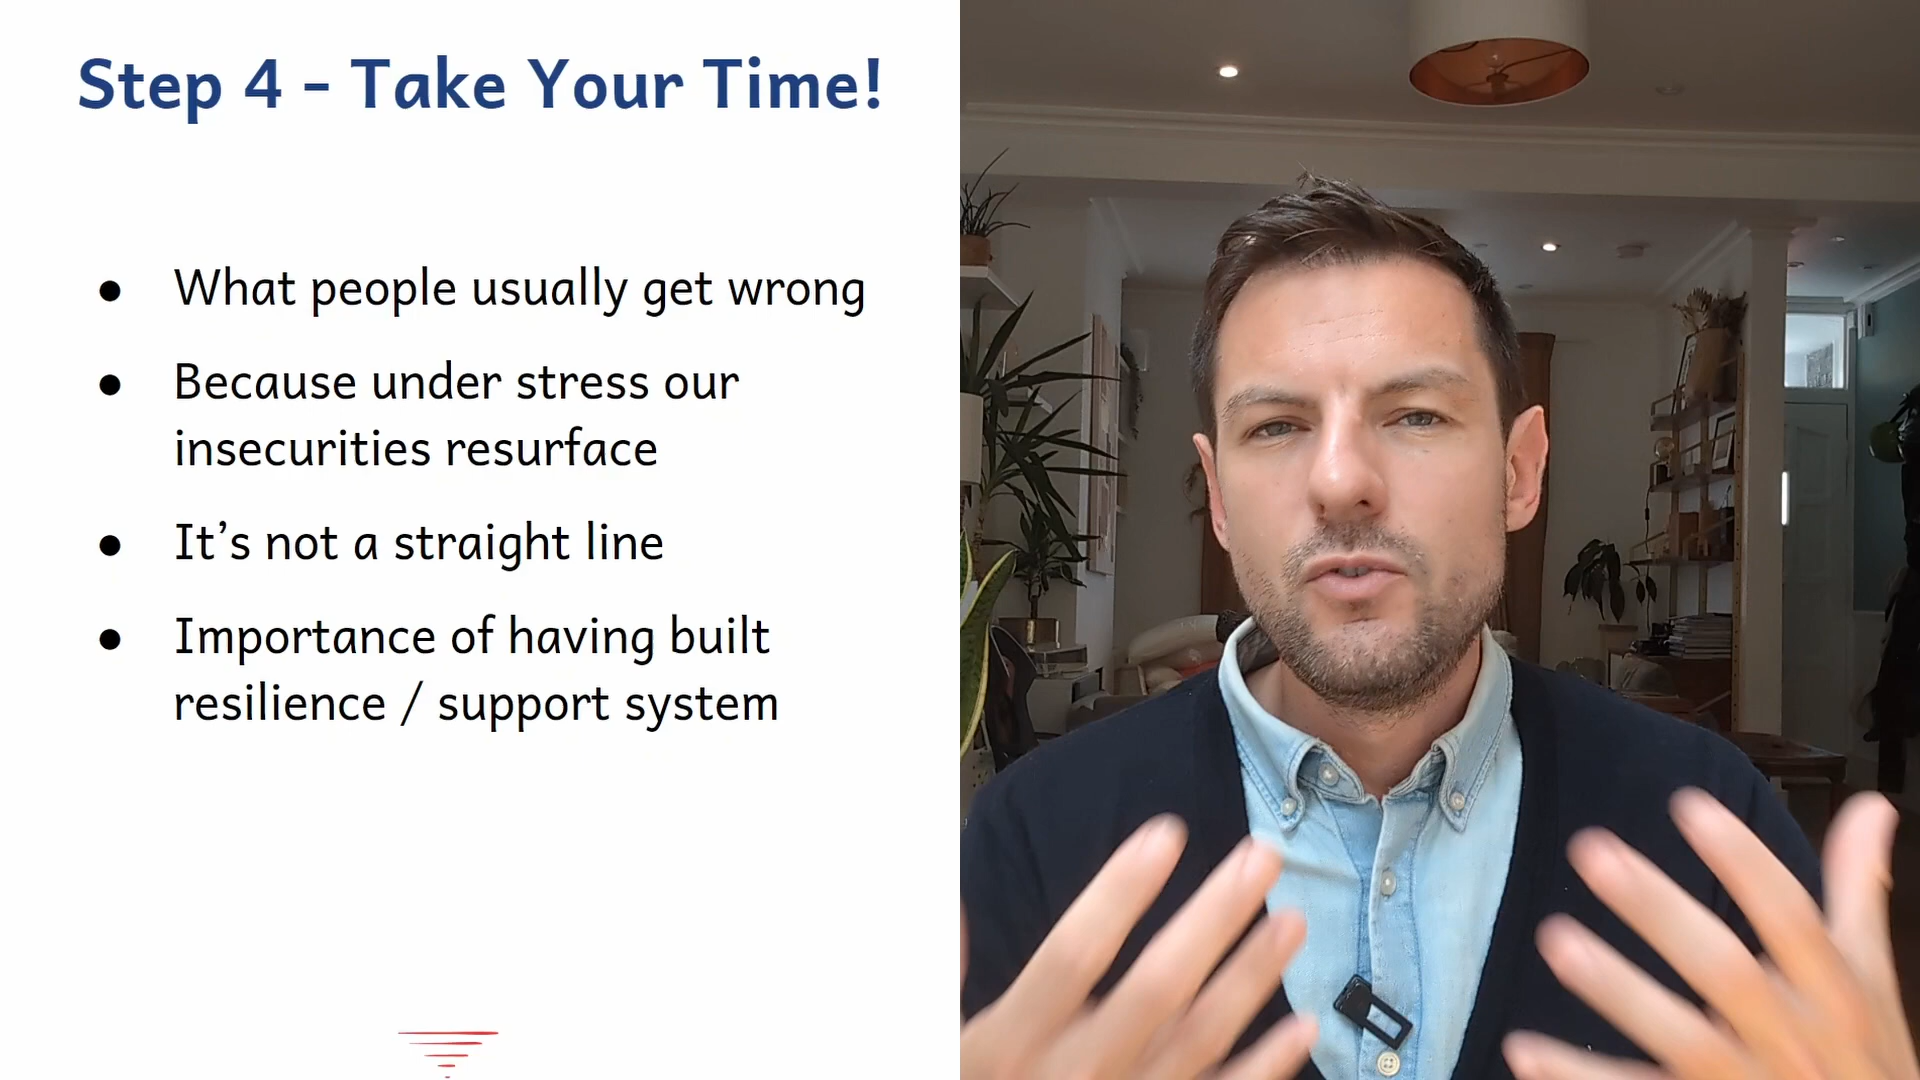 Step 4 - Take Your Time!
● What people usually get wrong
● Because under stress our
insecurities resurface
● It’s not a straight line
● Importance of having built
resilience / support system